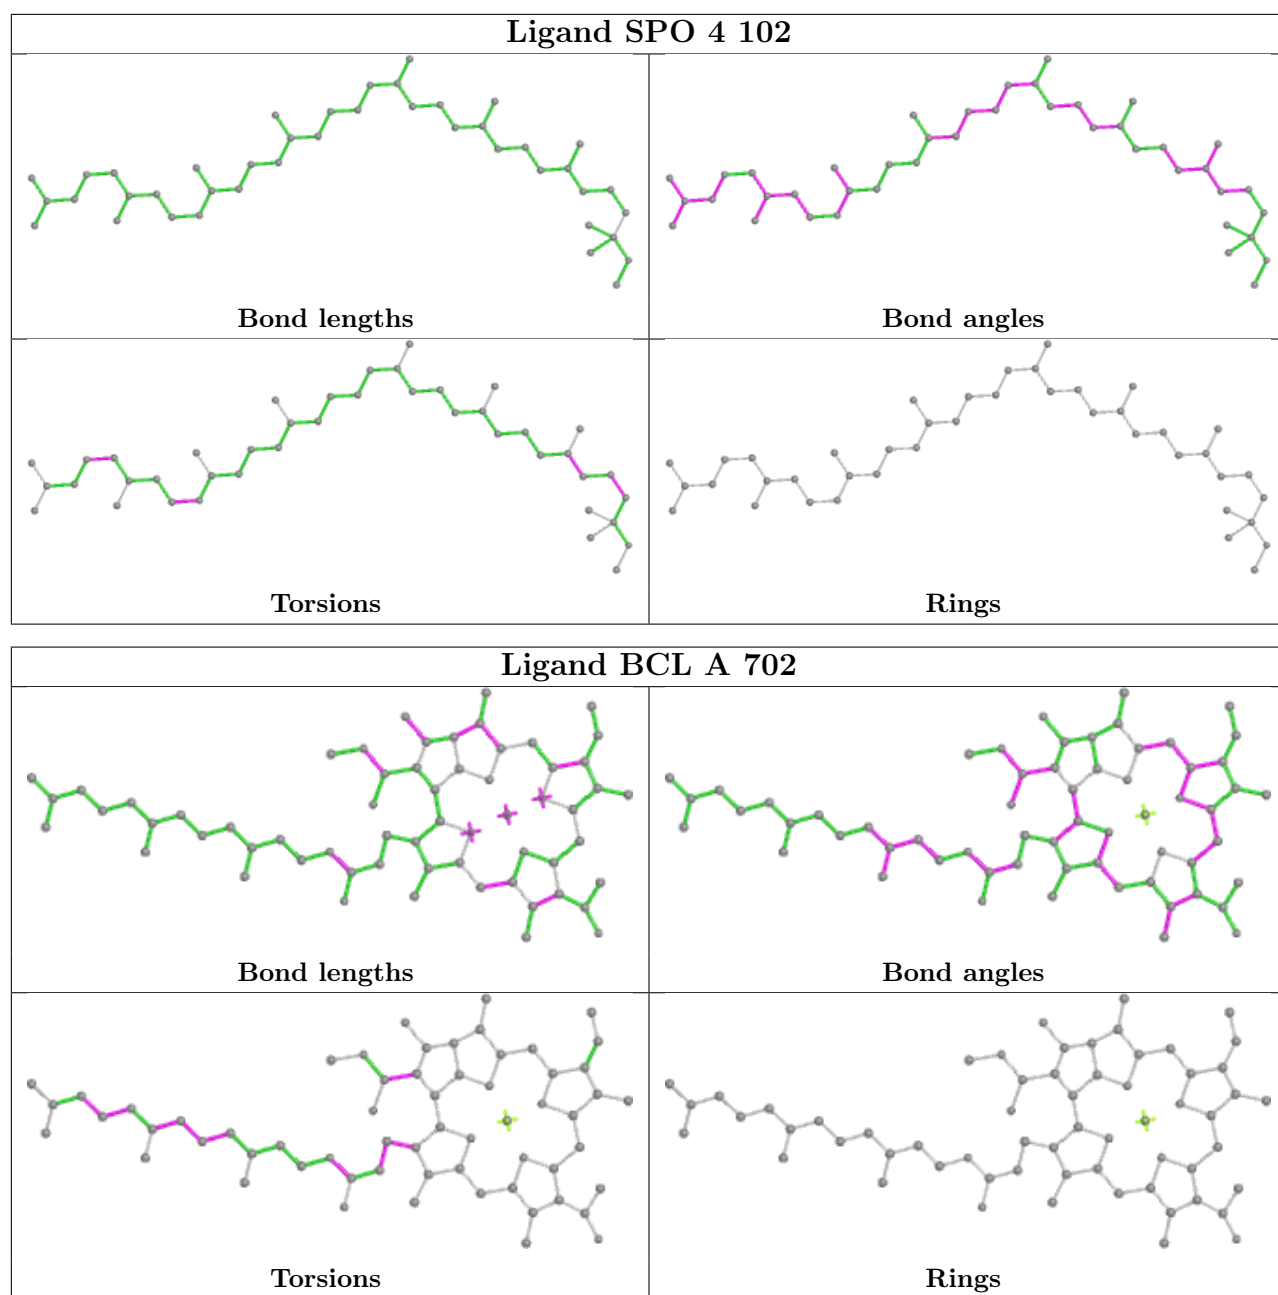 Ligand SPO 4 102
Bond lengths
Bond angles
Torsions
Rings
Ligand BCL A 702
Bond lengths
Bond angles
Torsions
Rings